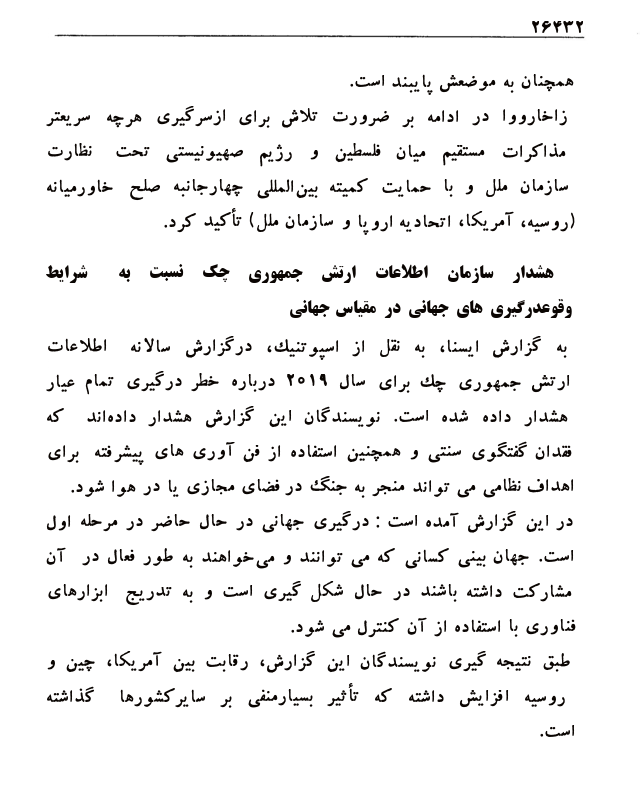 ۲۶۴۳۲
همچنان به موضعش پایبند است.
زاخاروواا در ادامه بر ضرورت تلاش برای ازسرگیری هرچه سریعتر
مذاکرات مستقیم میان فلسطین و رژیم صهیونیستی تحت نظارت
سازمان ملل و با حمایت کمیته بین‌المللی چهارجانبه صلح خاورمیانه
(روسیه، آمریکا، اتحادیه اروپا و سازمان ملل) تأکید کرد.
هشدار سازمان اطلاعات ارتش جمهوری چک نسبت به شرایط
وقوعدرگیری های جهانی در مقیاس جهانی
به گزارش ایسنا، به نقل از اسپوتنیك، درگزارش سالانه اطلاعات
ارتش جمهوری چك برای سال ۲۰۱۹ درباره خطر درگیری تمام عیار
هشدار داده شده است. نویسندگان این گزارش هشدار داده‌اند که
فقدان گفتگوی سنتی و همچنین استفاده از فن آوری های پیشرفته برای
اهداف نظامی می تواند منجر به جنگ در فضای مجازی یا در هوا شود.
در این گزارش آمده است : درگیری جهانی در حال حاضر در مرحله اول
است. جهان بینی کسانی که می توانند و می‌خواهند به طور فعال در آن
مشارکت داشته باشند در حال شکل گیری است و به تدریج ابزارهای
فناوری با استفاده از آن کنترل می شود.
طبق نتیجه گیری نویسندگان این گزارش، رقابت بین آمریکا، چین و
روسیه افزایش داشته که تأثیر بسیارمنفی بر سایرکشورها گذاشته
است.